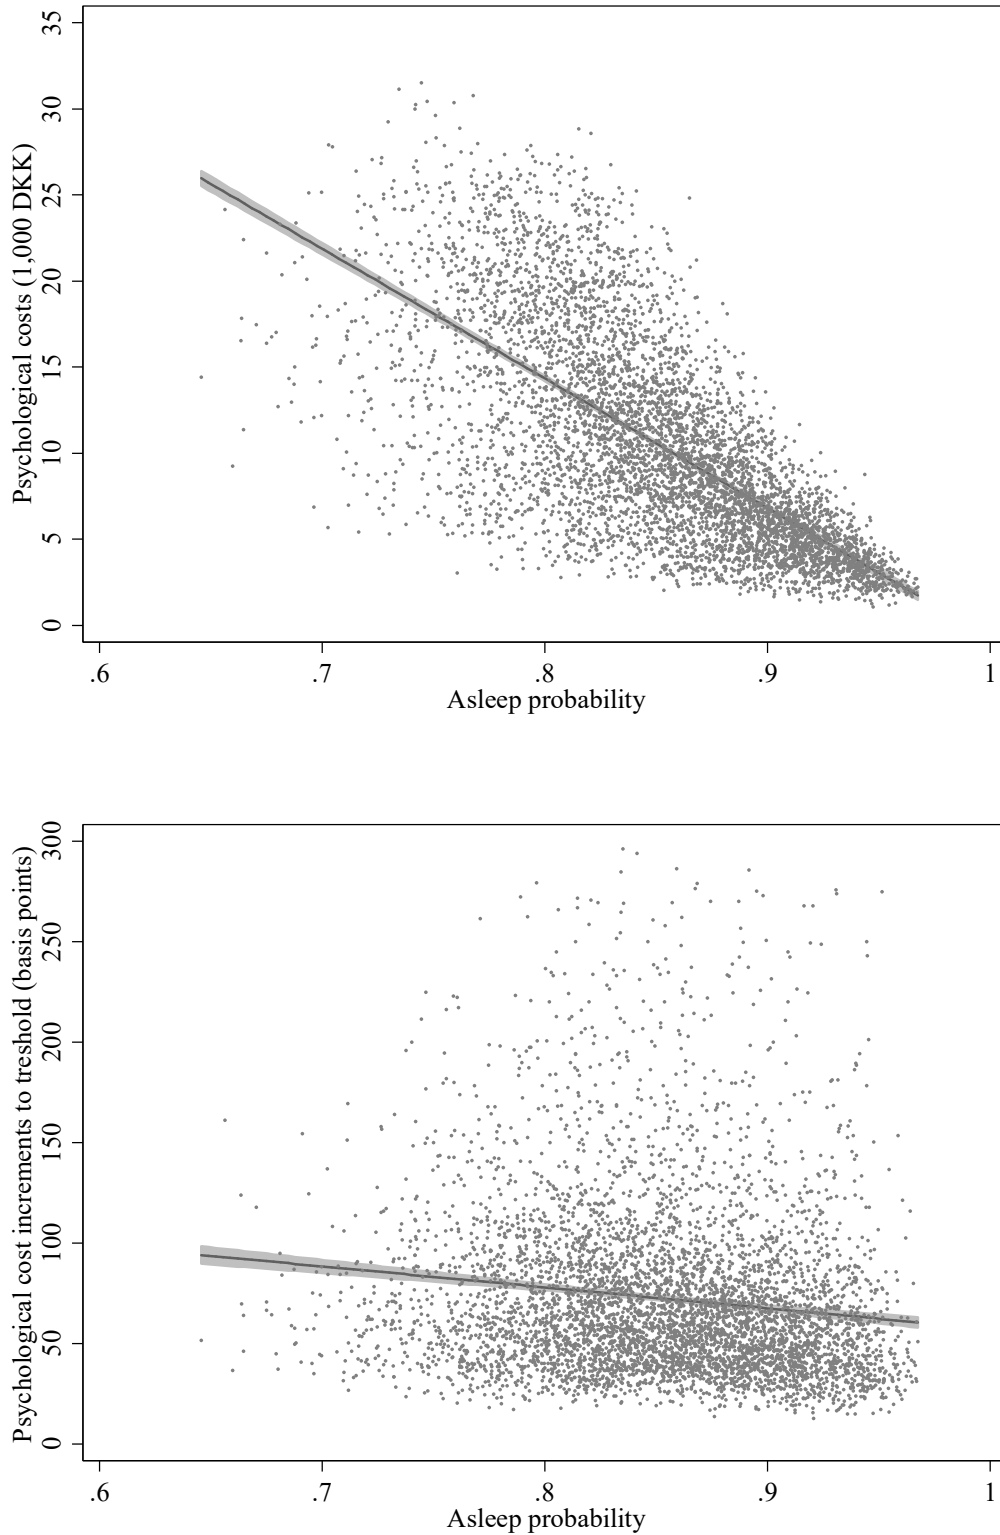 Psychological costs (1,000 DKK)
35
30
25
20
15
10
5
0
.6 .7 .8 .9 1
Asleep probability
Psychological cost increments to treshold (basis points)
300
250
200
150
100
50
0
.6 .7 .8 .9 1
Asleep probability